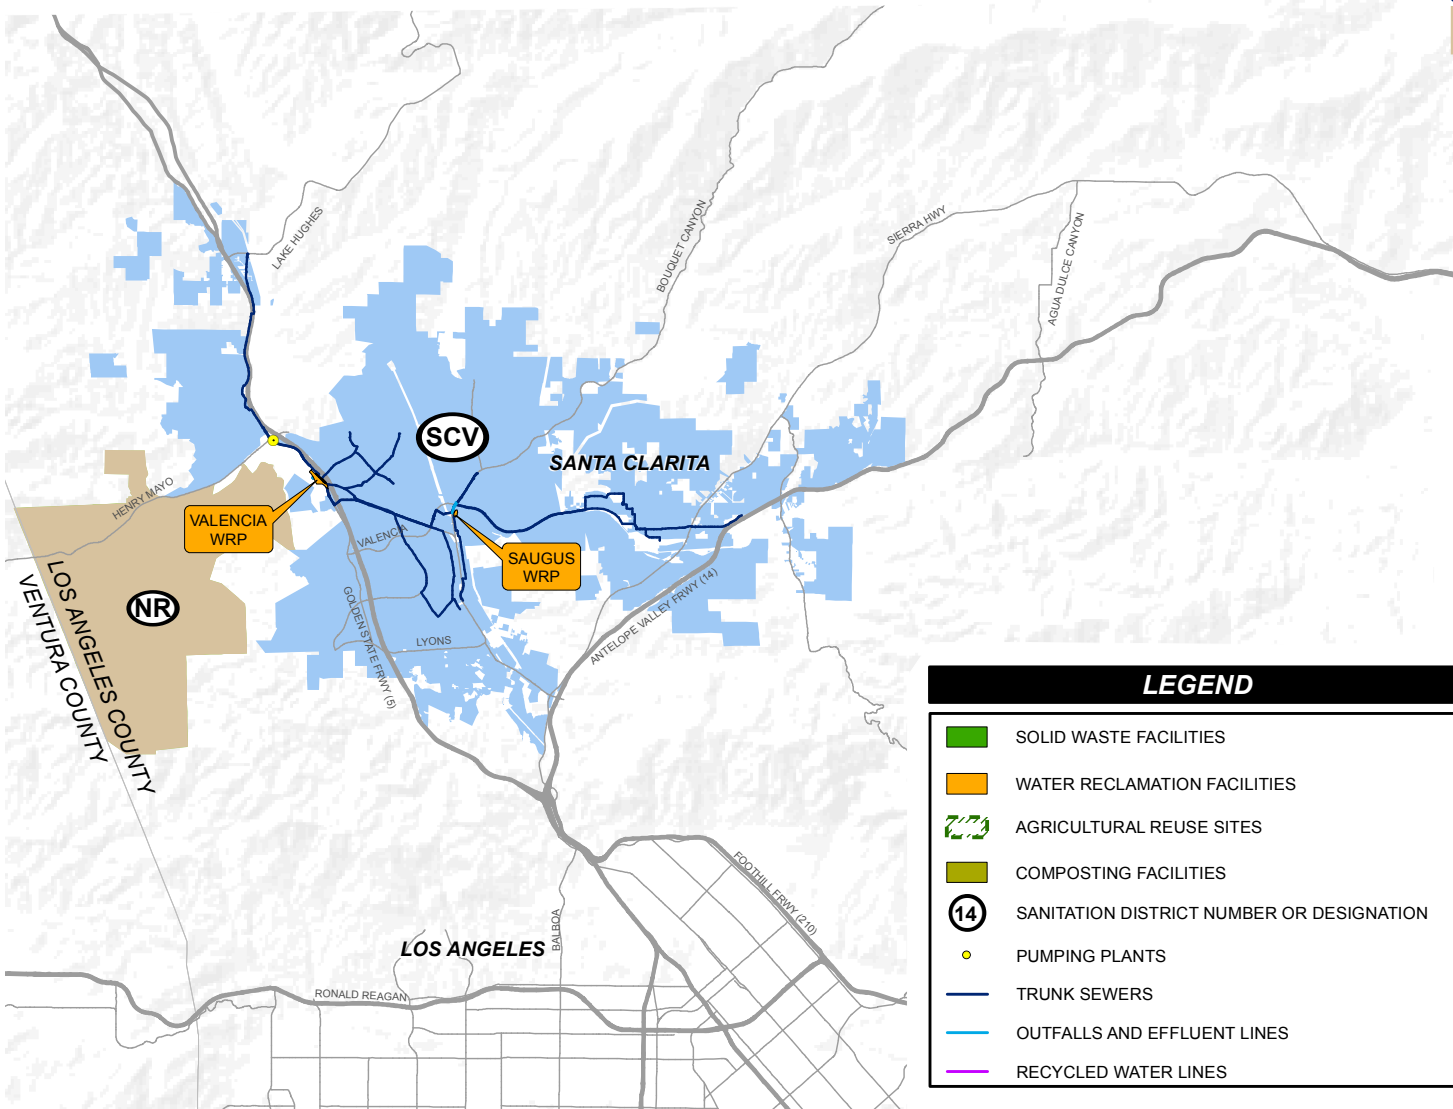 LAKE HUGHES
BOUQUET CANYON
SIERRA HWY
AGUA DULCE CANYON
SCV
SANTA CLARITA
HENRY MAYO
VALENCIA
WRP
VALENCIA
SAUGUS
WRP
NR
LOS ANGELES COUNTY
VENTURA COUNTY
GOLDEN STATE FRWY (5)
LYONS
ANTELOPE VALLEY FRWY (14)
FOOTHILL FRWY (210)
BALBOA
LOS ANGELES
RONALD REAGAN
LEGEND
SOLID WASTE FACILITIES
WATER RECLAMATION FACILITIES
AGRICULTURAL REUSE SITES
COMPOSTING FACILITIES
14 SANITATION DISTRICT NUMBER OR DESIGNATION
PUMPING PLANTS
TRUNK SEWERS
OUTFALLS AND EFFLUENT LINES
RECYCLED WATER LINES